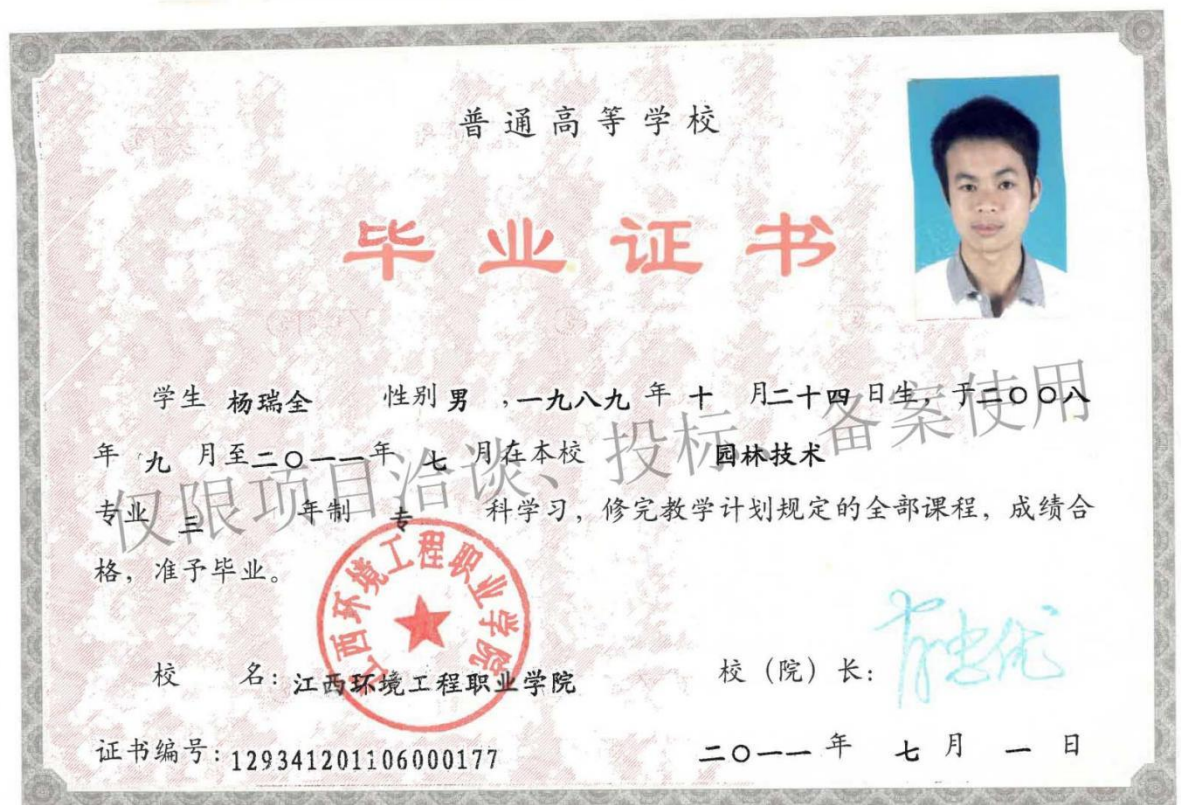 普通高等学校
毕业证书
学生 杨瑞全 性别 男 ,一九八九 年 十 月二十四日生，于二〇〇八
年 九 月至二〇一一年 七 月在本校 园林技术
专业 三 年制 专 科学习，修完教学计划规定的全部课程，成绩合
格，准予毕业。
仅限项目洽谈、投标、备案使用
江西环境工程职业学院
校 名：江西环境工程职业学院
校（院）长：
证书编号：129341201106000177
二〇一一 年 七 月 一 日